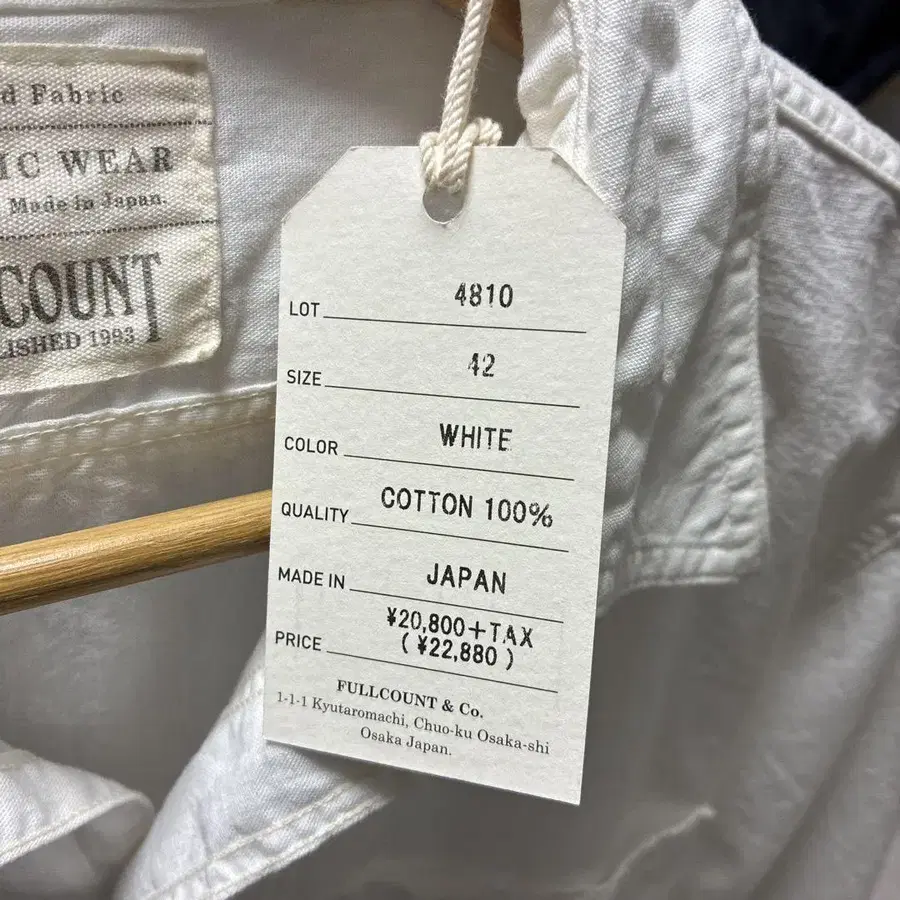 d Fabric
IC WEAR
Made in Japan.
COUNT
LISHED 1993
LOT 4810
SIZE 42
COLOR WHITE
QUALITY COTTON 100%
MADE IN JAPAN
PRICE ¥20,800+TAX
(¥22,880)
FULLCOUNT & Co.
1-1-1 Kyutaromachi, Chuo-ku Osaka-shi
Osaka Japan.